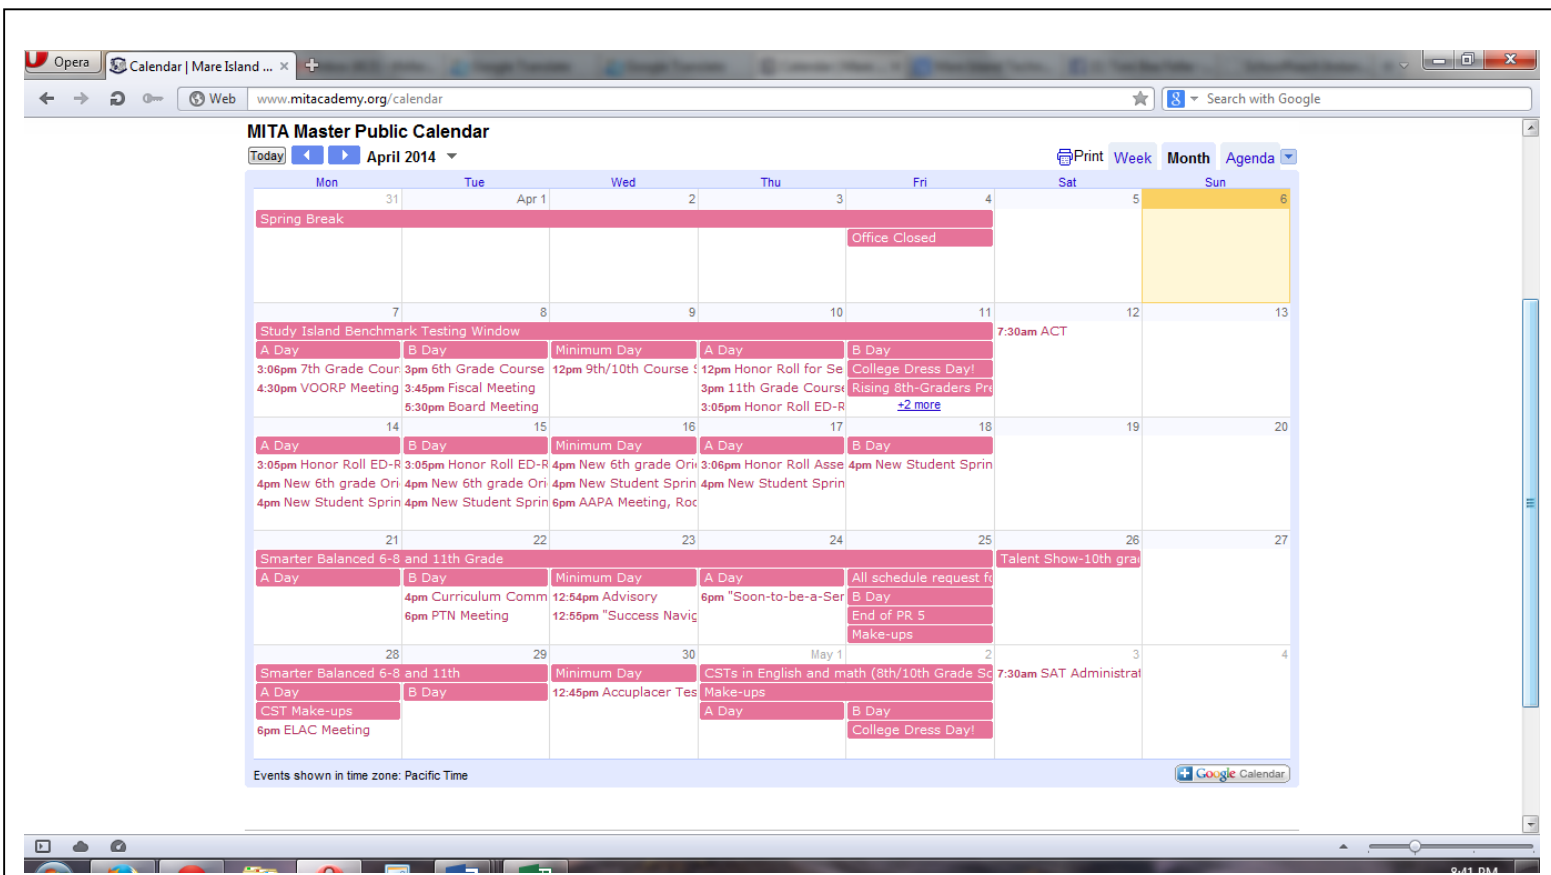 Opera
Calendar | Mare Island ...
Web
www.mitacademy.org/calendar
Search with Google
MITA Master Public Calendar
Today
April 2014
Print
Week
Month
Agenda
Mon Tue Wed Thu Fri Sat Sun
31 Apr 1 2 3 4 5 6
Spring Break
Office Closed
7 8 9 10 11 12 13
Study Island Benchmark Testing Window 7:30am ACT
A Day B Day Minimum Day A Day B Day
3:06pm 7th Grade Cour 3pm 6th Grade Course 12pm 9th/10th Course S 12pm Honor Roll for Se College Dress Day!
4:30pm VOORP Meeting 3:45pm Fiscal Meeting 3pm 11th Grade Course Rising 8th-Graders Pre
5:30pm Board Meeting 3:05pm Honor Roll ED-R +2 more
14 15 16 17 18 19 20
A Day B Day Minimum Day A Day B Day
3:05pm Honor Roll ED-R 3:05pm Honor Roll ED-R 4pm New 6th grade Ori 3:06pm Honor Roll Asse 4pm New Student Sprin
4pm New 6th grade Ori 4pm New 6th grade Ori 4pm New Student Sprin 4pm New Student Sprin
4pm New Student Sprin 4pm New Student Sprin 6pm AAPA Meeting, Roo
21 22 23 24 25 26 27
Smarter Balanced 6-8 and 11th Grade Talent Show-10th gra
A Day B Day Minimum Day A Day All schedule request fo
4pm Curriculum Comm 12:54pm Advisory 6pm "Soon-to-be-a-Ser B Day
6pm PTN Meeting 12:55pm "Success Navig End of PR 5
Make-ups
28 29 30 May 1 2 3 4
Smarter Balanced 6-8 and 11th Minimum Day CSTs in English and math (8th/10th Grade Sc 7:30am SAT Administrat
A Day B Day 12:45pm Accuplacer Tes Make-ups
CST Make-ups A Day B Day
6pm ELAC Meeting College Dress Day!
Events shown in time zone: Pacific Time
Google Calendar
8:41 PM